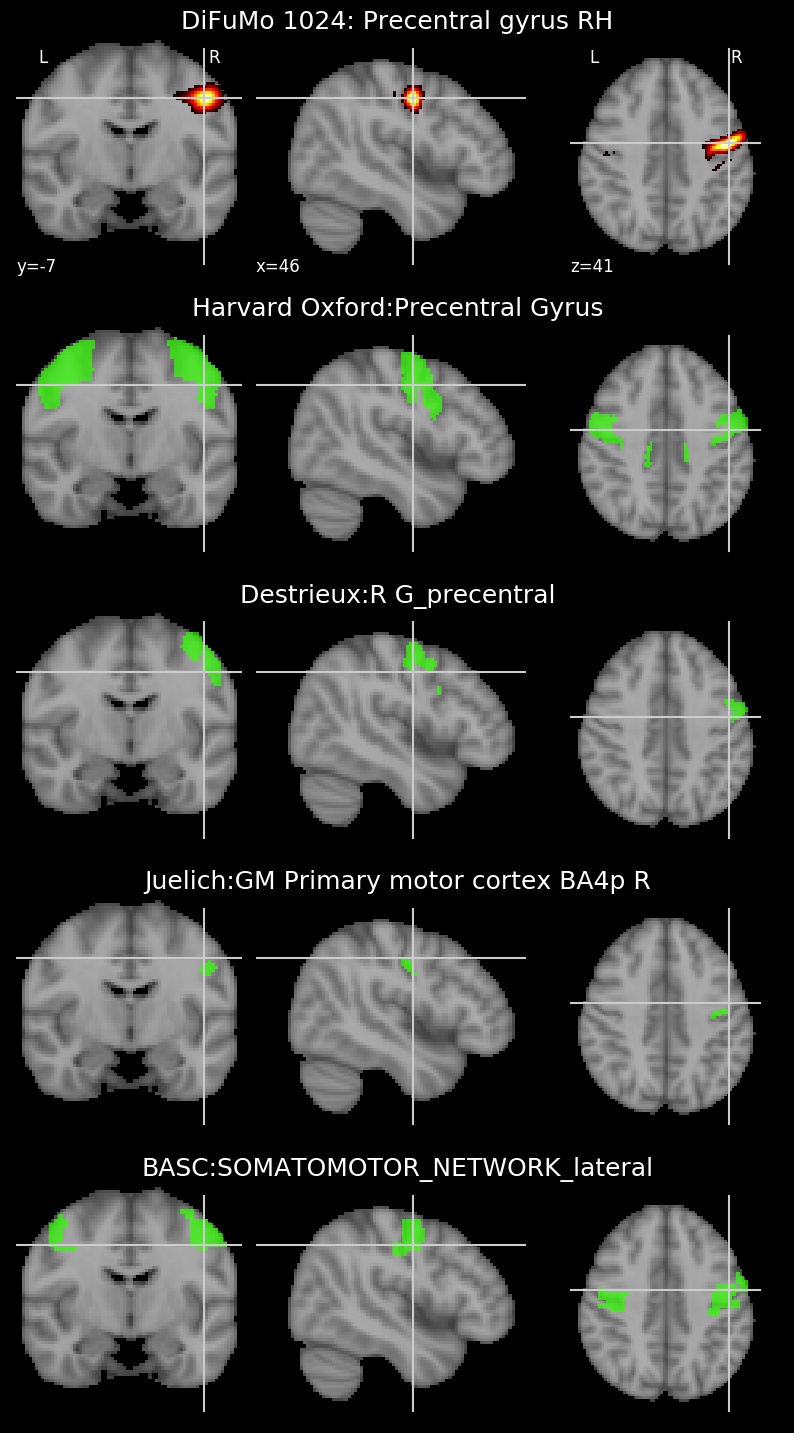 DiFuMo 1024: Precentral gyrus RH
L R L R
y=-7 x=46 z=41
Harvard Oxford:Precentral Gyrus
Destrieux:R G_precentral
Juelich:GM Primary motor cortex BA4p R
BASC:SOMATOMOTOR_NETWORK_lateral